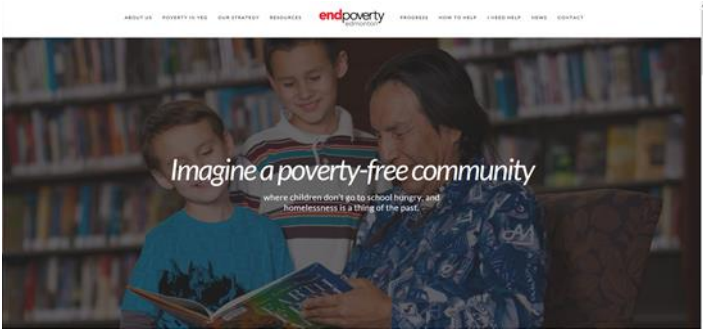 ABOUT US POVERTY IN YEG OUR STRATEGY RESOURCES endpoverty edmonton PROGRESS HOW TO HELP I NEED HELP NEWS CONTACT
Imagine a poverty-free community
where children don't go to school hungry, and
homelessness is a thing of the past.